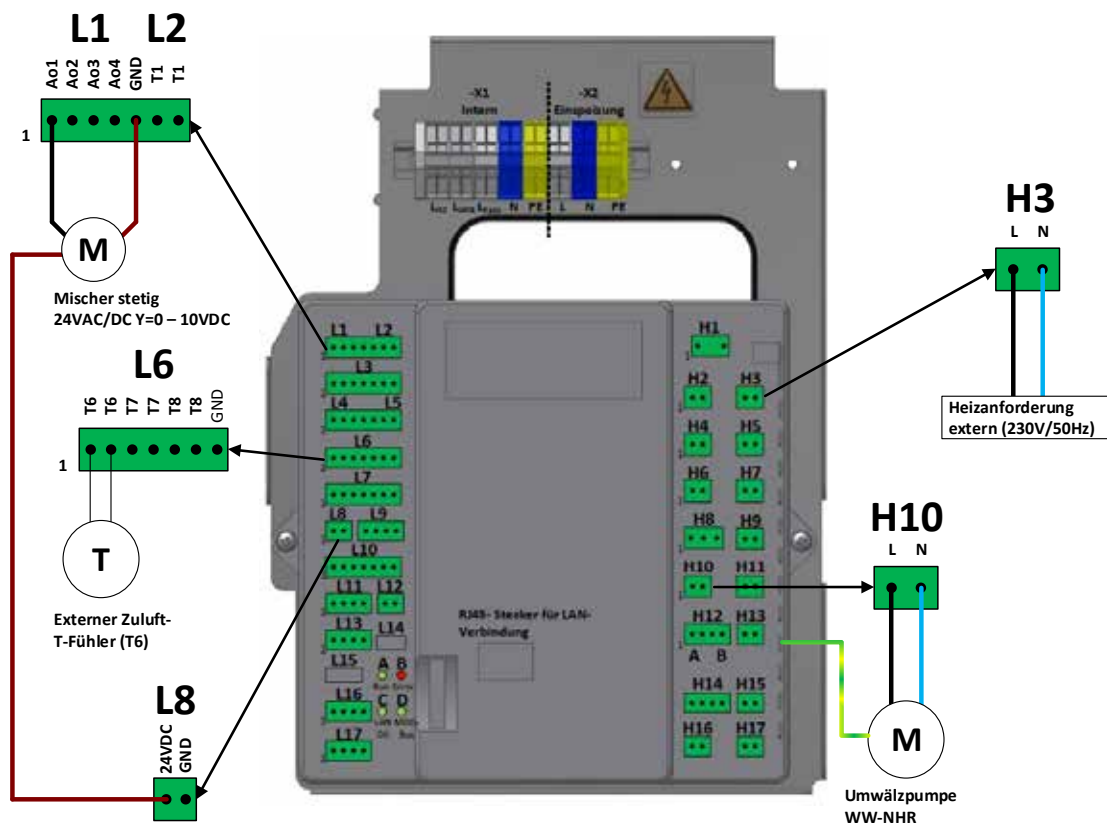 L1 L2
Ao1
Ao2
Ao3
Ao4
GND
T1
T1
1
M
Mischer stetig
24VAC/DC Y=0 – 10VDC
L6
T6
T6
T7
T7
T8
T8
GND
1
T
Externer Zuluft-
T-Fühler (T6)
L8
24VDC
GND
-X1
Intern
-X2
Einspeisung
N PE L N PE
L1 L2
L3
L4 L5
L6
L7
L8 L9
L10
L11 L12
L13 L14
L15
A B
Run Error
L16
C D
L17
RJ45- Stecker für LAN-
Verbindung
H1
H2 H3
H4 H5
H6 H7
H8 H9
H10 H11
H12 H13
A B
H14 H15
H16 H17
H3
L N
Heizanforderung
extern (230V/50Hz)
H10
L N
M
Umwälzpumpe
WW-NHR